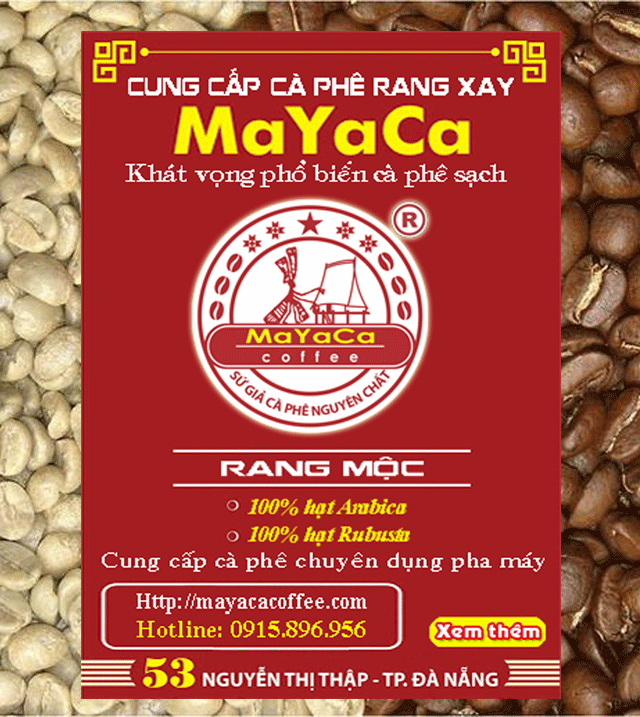 CUNG CẤP CÀ PHÊ RANG XAY
MaYaCa
Khát vọng phổ biến cà phê sạch
®
MaYaCa
coffee
SỨ GIẢ CÀ PHÊ NGUYÊN CHẤT
RANG MỘC
100% hạt Arabica
100% hạt Rubusta
Cung cấp cà phê chuyên dụng pha máy
Http://mayacacoffee.com
Hotline: 0915.896.956
Xem thêm
53 NGUYỄN THỊ THẬP - TP. ĐÀ NẴNG